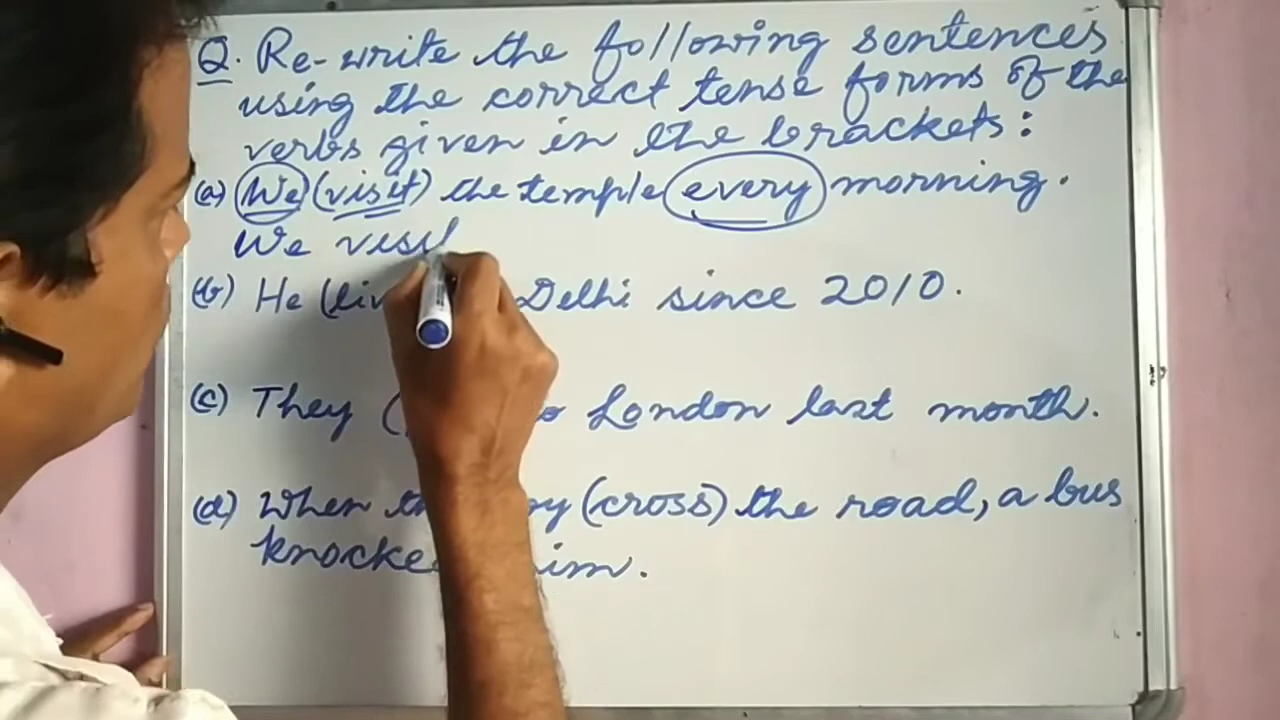 Q. Re-write the following sentences
using the correct tense forms of the
verbs given in the brackets:
(a) We (visit) the temple every morning.
We visit
(b) He (liv Delhi since 2010.
(c) They ( London last month.
(d) When (cross) the road, a bus
knocked him.